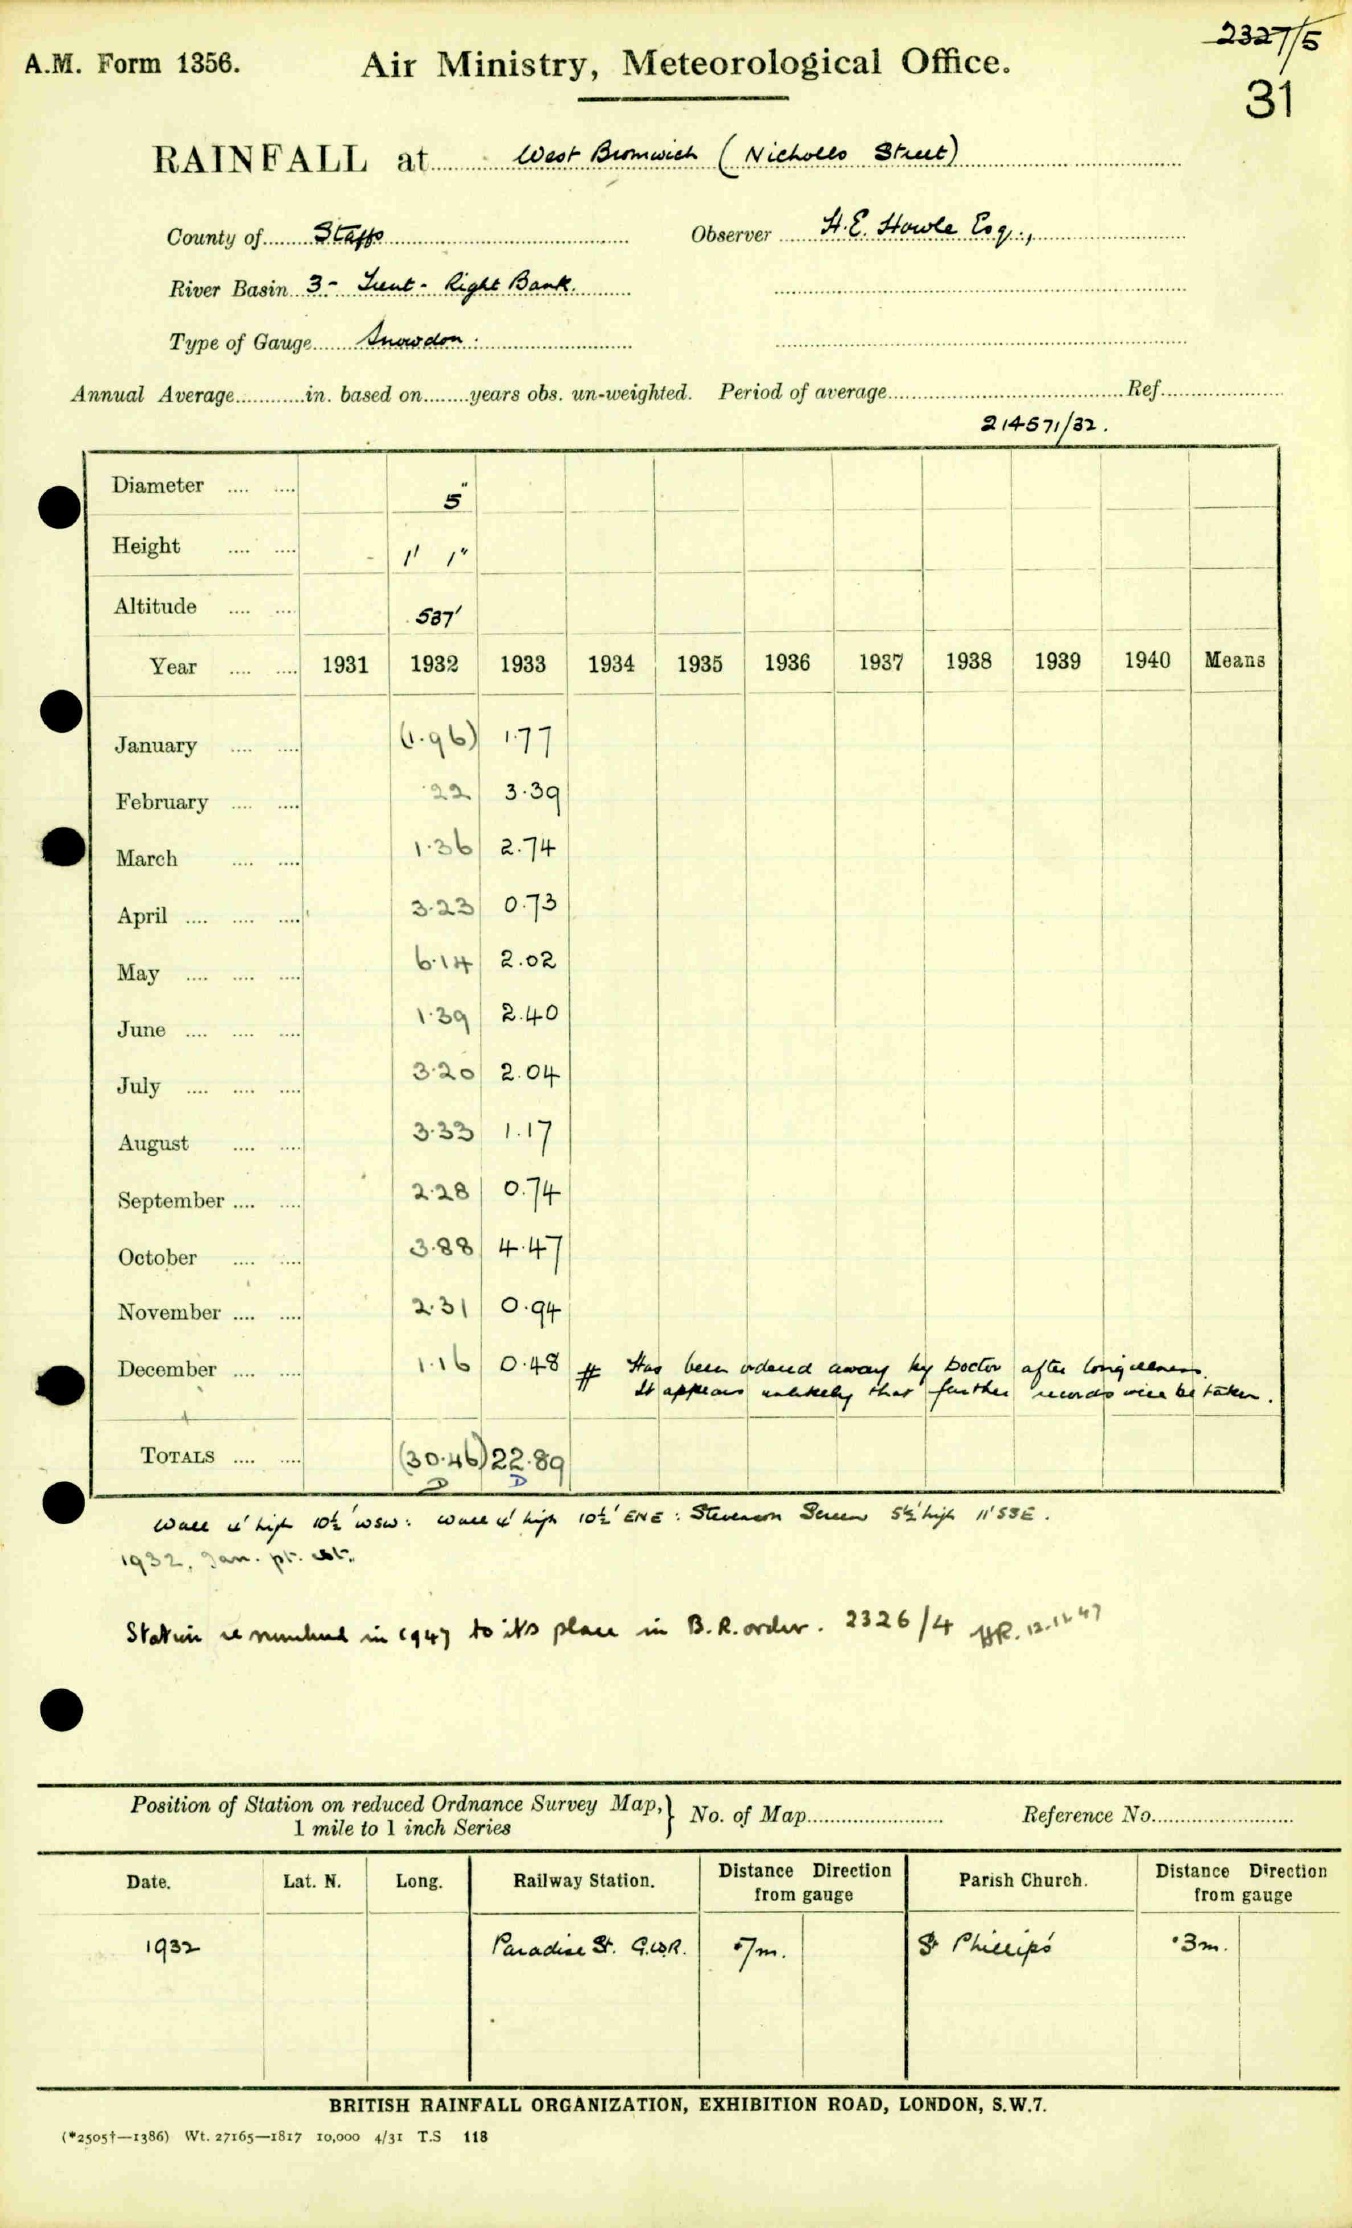 2327/5
A.M. Form 1356. Air Ministry, Meteorological Office.
31
RAINFALL at West Bromwich (Nicholls Street)
County of Staffs Observer H.E. Howle Esq.,
River Basin 3 - Trent - Right Bank.
Type of Gauge Snowdon.
Annual Average in. based on years obs. un-weighted. Period of average Ref.
214571/32.
Diameter 5"
Height 1' 1"
Altitude 537'
Year 1931 1932 1933 1934 1935 1936 1937 1938 1939 1940 Means
January (1.96) 1.77
February .22 3.39
March 1.36 2.74
April 3.23 0.73
May 6.14 2.02
June 1.39 2.40
July 3.20 2.04
August 3.33 1.17
September 2.28 0.74
October 3.88 4.47
November 2.31 0.94
December 1.16 0.48 # Has been ordered away by Doctor after long illness.
It appears unlikely that further records will be taken.
TOTALS (30.46) 22.89
D D
Wall 4' high 10½' WSW: Wall 4' high 10½' ENE: Stevenson Screen 5½' high 11' SSE.
1932, Jan. pt. est.
Station renumbered in 1947 to its place in B.R. order. 2326/4 HR. 12.12.47
Position of Station on reduced Ordnance Survey Map, } No. of Map Reference No.
1 mile to 1 inch Series
Date. Lat. N. Long. Railway Station. Distance Direction from gauge Parish Church. Distance Direction from gauge
1932 Paradise St. G.W.R. .7m. St Phillip's .3m.
BRITISH RAINFALL ORGANIZATION, EXHIBITION ROAD, LONDON, S.W.7.
(*2505†—1386) Wt. 27165—1817 10,000 4/31 T.S 118